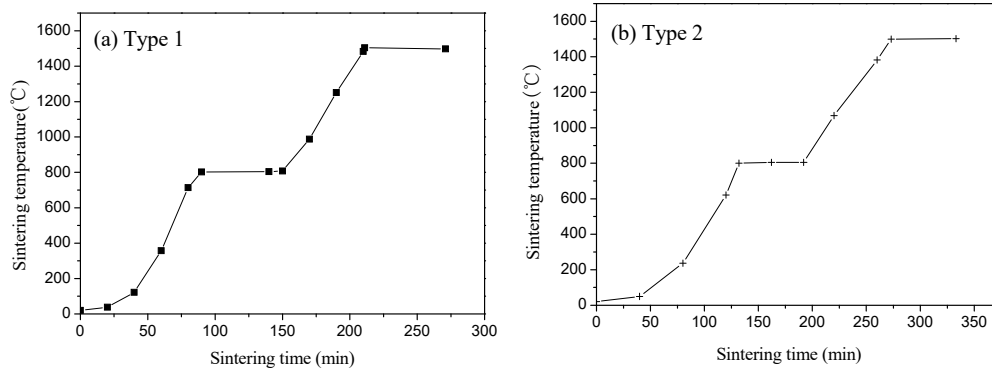 (a) Type 1
Sintering temperature(℃)
1600
1400
1200
1000
800
600
400
200
0
0 50 100 150 200 250 300
Sintering time (min)
(b) Type 2
Sintering temperature (℃)
1600
1400
1200
1000
800
600
400
200
0
0 50 100 150 200 250 300 350
Sintering time (min)